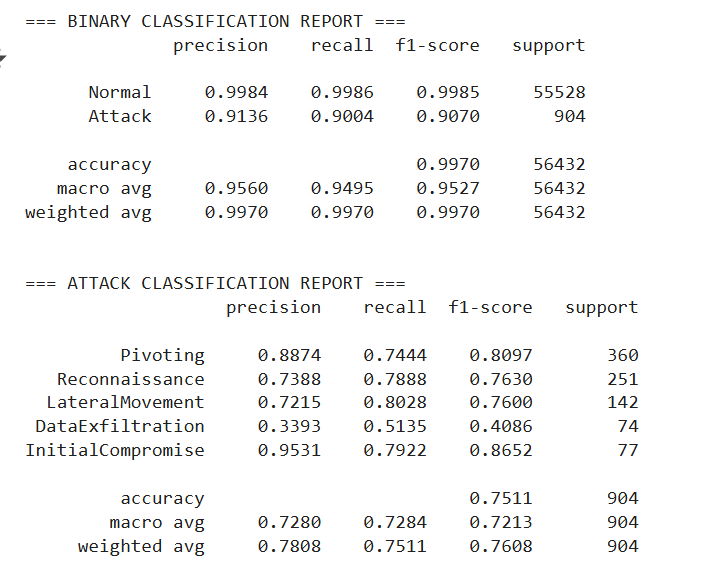 === BINARY CLASSIFICATION REPORT ===
precision recall f1-score support
Normal 0.9984 0.9986 0.9985 55528
Attack 0.9136 0.9004 0.9070 904
accuracy 0.9970 56432
macro avg 0.9560 0.9495 0.9527 56432
weighted avg 0.9970 0.9970 0.9970 56432
=== ATTACK CLASSIFICATION REPORT ===
precision recall f1-score support
Pivoting 0.8874 0.7444 0.8097 360
Reconnaissance 0.7388 0.7888 0.7630 251
LateralMovement 0.7215 0.8028 0.7600 142
DataExfiltration 0.3393 0.5135 0.4086 74
InitialCompromise 0.9531 0.7922 0.8652 77
accuracy 0.7511 904
macro avg 0.7280 0.7284 0.7213 904
weighted avg 0.7808 0.7511 0.7608 904